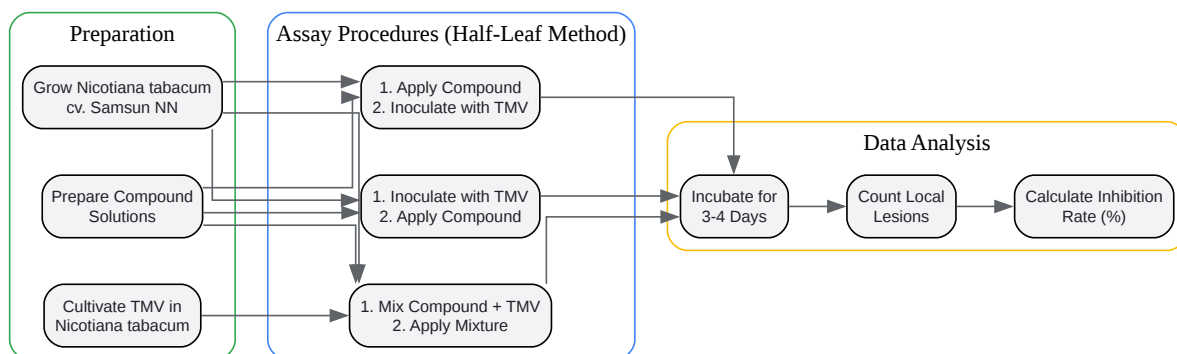 Preparation
Grow Nicotiana tabacum
cv. Samsun NN
Prepare Compound
Solutions
Cultivate TMV in
Nicotiana tabacum
Assay Procedures (Half-Leaf Method)
1. Apply Compound
2. Inoculate with TMV
1. Inoculate with TMV
2. Apply Compound
1. Mix Compound + TMV
2. Apply Mixture
Data Analysis
Incubate for
3-4 Days
Count Local
Lesions
Calculate Inhibition
Rate (%)